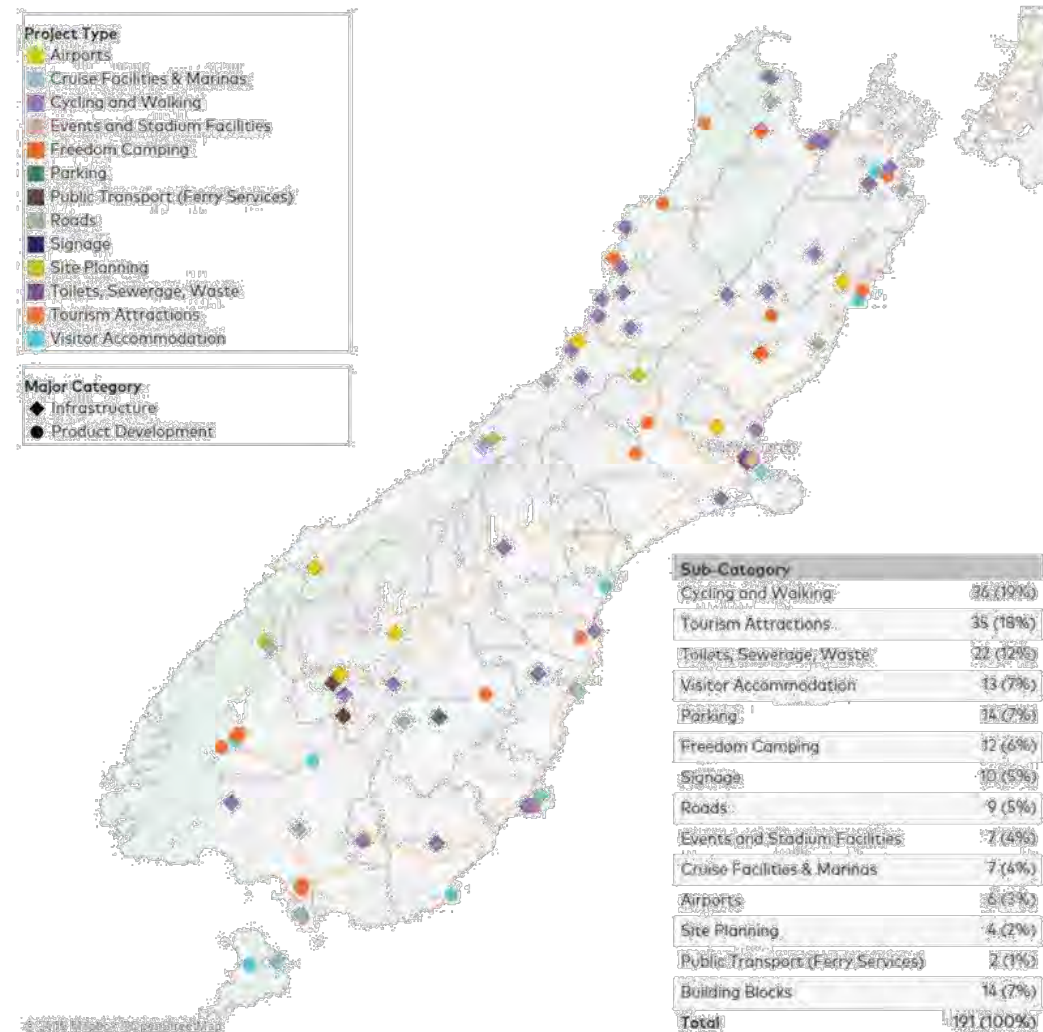 Project Type
Airports
Cruise Facilities & Marinas
Cycling and Walking
Events and Stadium Facilities
Freedom Camping
Parking
Public Transport (Ferry Services)
Roads
Signage
Site Planning
Toilets, Sewerage, Waste
Tourism Attractions
Visitor Accommodation
Major Category
Infrastructure
Product Development
Sub-Category
Cycling and Walking 36 (19%)
Tourism Attractions 35 (18%)
Toilets, Sewerage, Waste 22 (12%)
Visitor Accommodation 13 (7%)
Parking 14 (7%)
Freedom Camping 12 (6%)
Signage 10 (5%)
Roads 9 (5%)
Events and Stadium Facilities 7 (4%)
Cruise Facilities & Marinas 7 (4%)
Airports 6 (3%)
Site Planning 4 (2%)
Public Transport (Ferry Services) 2 (1%)
Building Blocks 14 (7%)
Total 191 (100%)